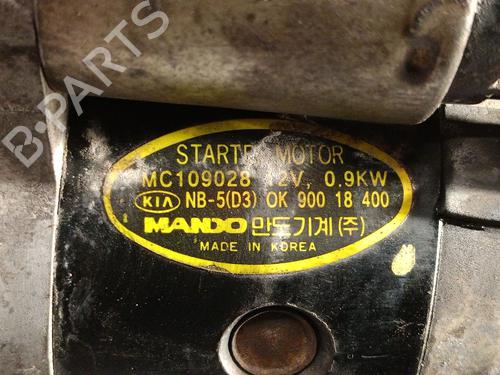 B-PARTS
STARTER MOTOR
MC109028 12V, 0.9KW
KIA NB-5(D3) OK 900 18 400
MANDO 만도기계(주)
MADE IN KOREA